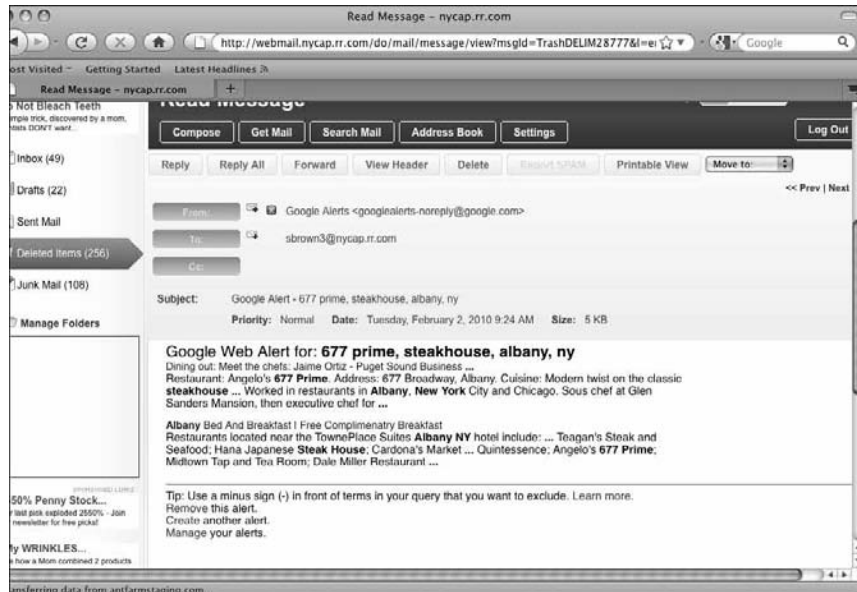 Read Message – nycap.rr.com
http://webmail.nycap.rr.com/do/mail/message/view?msgId=TrashDELIM28777&l=e
Google
ost Visited Getting Started Latest Headlines
Read Message – nycap.rr.com +
Not Bleach Teeth
mple trick, discovered by a mom,
tists DON'T want...
Read Message
Compose Get Mail Search Mail Address Book Settings Log Out
Reply Reply All Forward View Header Delete Report SPAM Printable View Move to:
<< Prev | Next
Inbox (49)
Drafts (22)
Sent Mail
Deleted Items (256)
Junk Mail (108)
Manage Folders
From: Google Alerts <googlealerts-noreply@google.com>
To: sbrown3@nycap.rr.com
Cc:
Subject: Google Alert - 677 prime, steakhouse, albany, ny
Priority: Normal Date: Tuesday, February 2, 2010 9:24 AM Size: 5 KB
Google Web Alert for: 677 prime, steakhouse, albany, ny
Dining out: Meet the chefs: Jaime Ortiz - Puget Sound Business ...
Restaurant: Angelo's 677 Prime. Address: 677 Broadway, Albany. Cuisine: Modern twist on the classic
steakhouse ... Worked in restaurants in Albany, New York City and Chicago. Sous chef at Glen
Sanders Mansion, then executive chef for ...
Albany Bed And Breakfast | Free Complimenatry Breakfast
Restaurants located near the TownePlace Suites Albany NY hotel include: ... Teagan's Steak and
Seafood; Hana Japanese Steak House; Cardona's Market ... Quintessence; Angelo's 677 Prime;
Midtown Tap and Tea Room; Dale Miller Restaurant ...
Tip: Use a minus sign (-) in front of terms in your query that you want to exclude. Learn more.
Remove this alert.
Create another alert.
Manage your alerts.
SPONSORED LINKS
50% Penny Stock...
r last pick exploded 2550% - Join
newsletter for free picks!
y WRINKLES...
e how a Mom combined 2 products
ansferring data from antfarmstaging.com